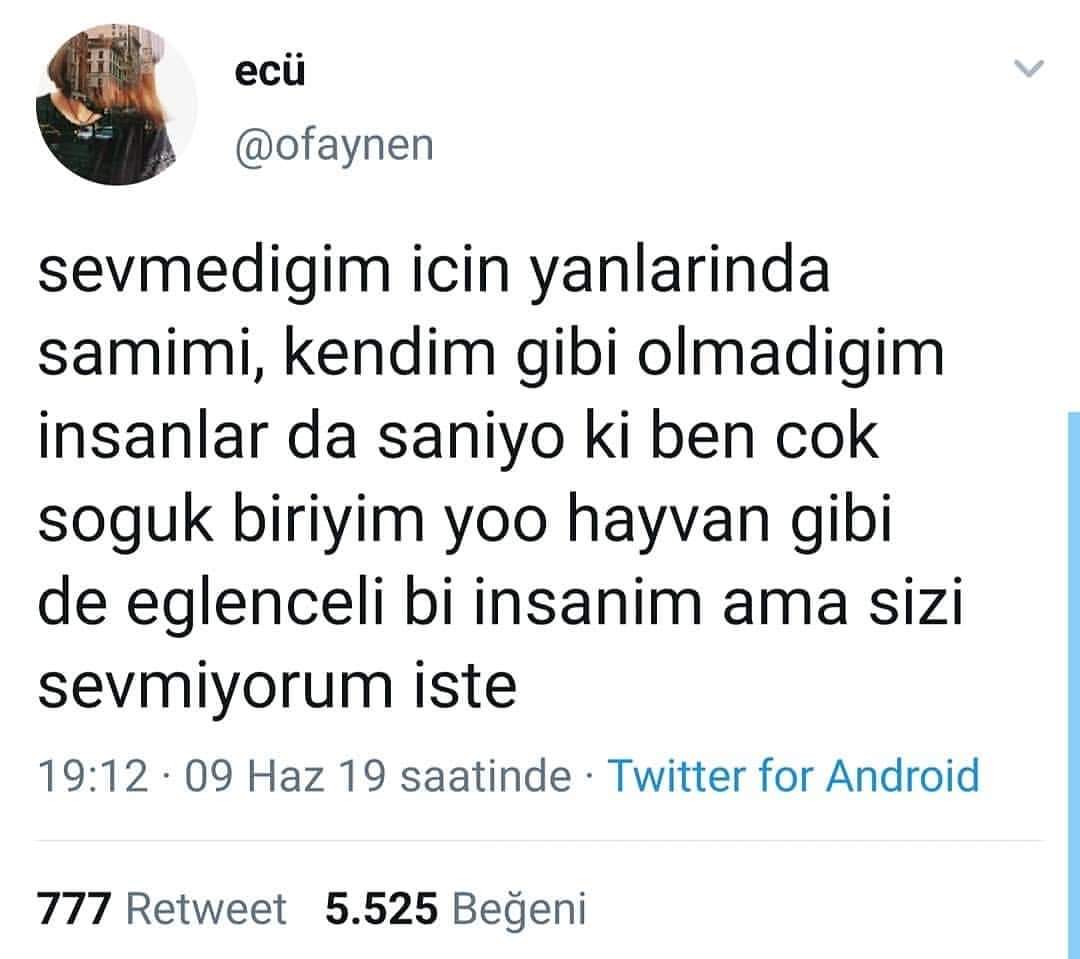 ecü
@ofaynen
sevmedigim icin yanlarinda
samimi, kendim gibi olmadigim
insanlar da saniyo ki ben cok
soguk biriyim yoo hayvan gibi
de eglenceli bi insanim ama sizi
sevmiyorum iste
19:12 · 09 Haz 19 saatinde · Twitter for Android
777 Retweet 5.525 Beğeni